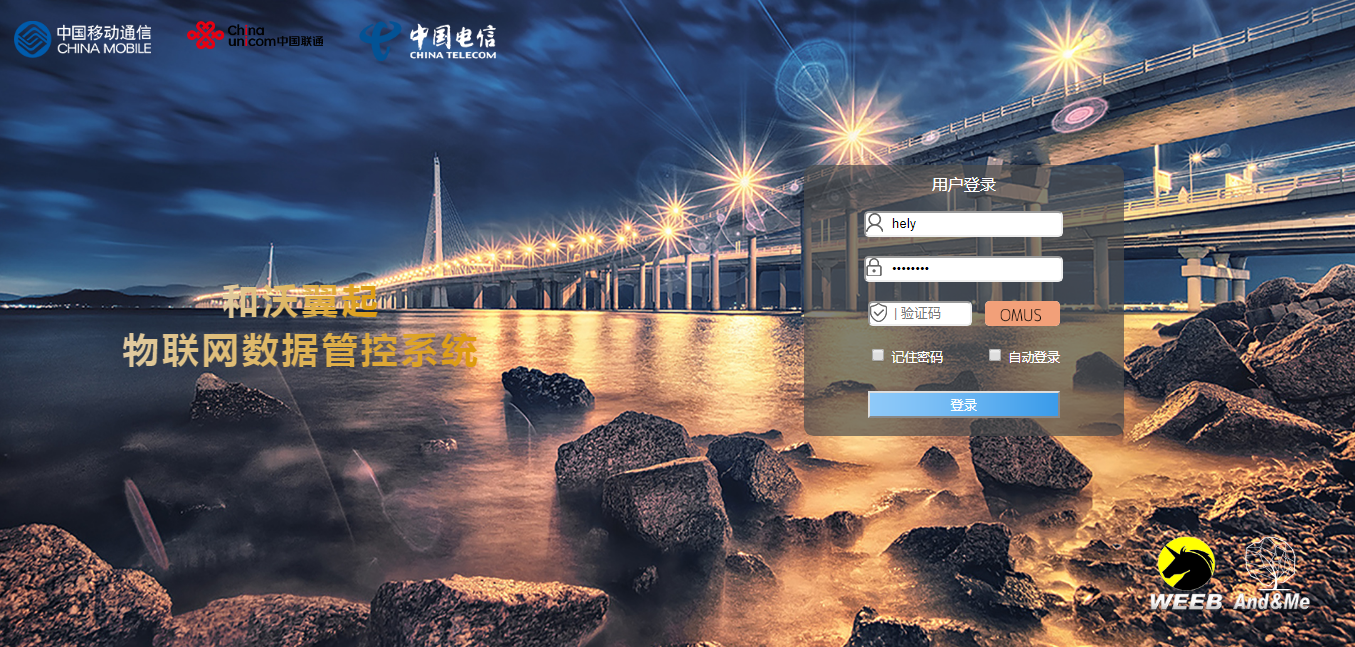 中国移动通信
CHINA MOBILE
China
unicom中国联通
中国电信
CHINA TELECOM
用户登录
hely
••••••••
| 验证码
OMUS
记住密码
自动登录
登录
和沃翼起
物联网数据管控系统
WEEB
And&Me